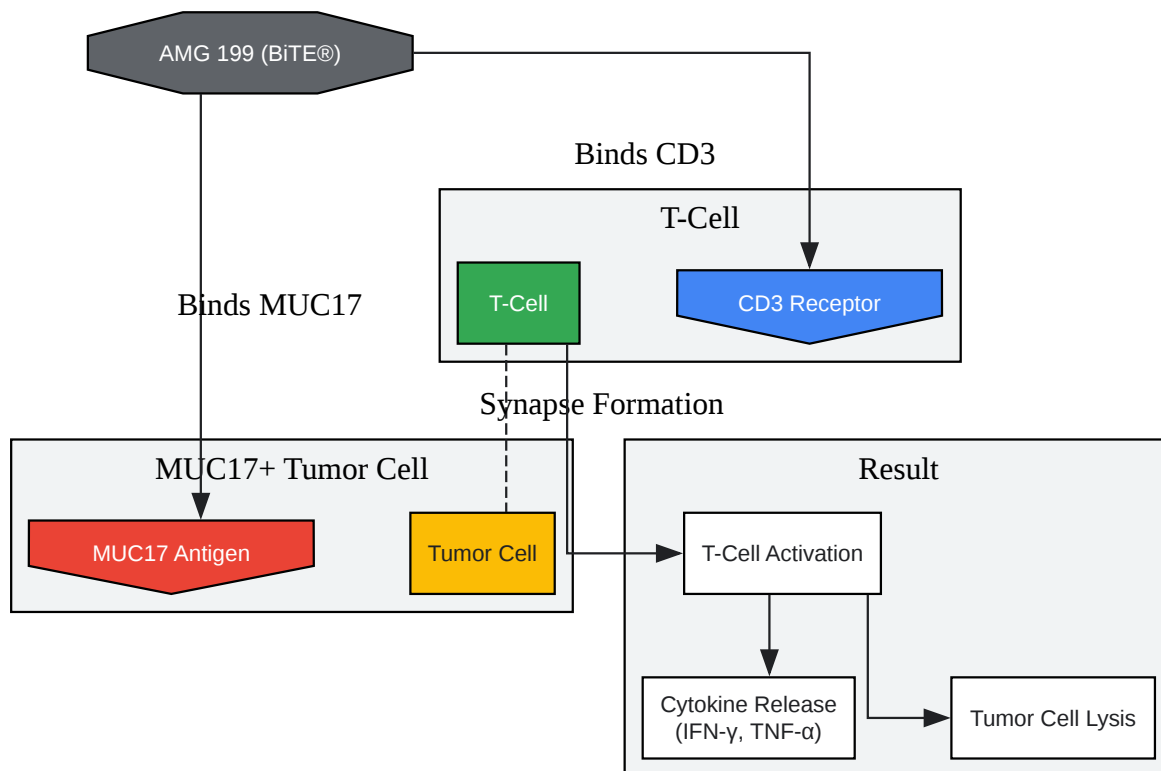 AMG 199 (BiTE®)
Binds CD3
T-Cell
T-Cell
CD3 Receptor
Binds MUC17
Synapse Formation
MUC17+ Tumor Cell
MUC17 Antigen
Tumor Cell
Result
T-Cell Activation
Cytokine Release
(IFN-γ, TNF-α)
Tumor Cell Lysis